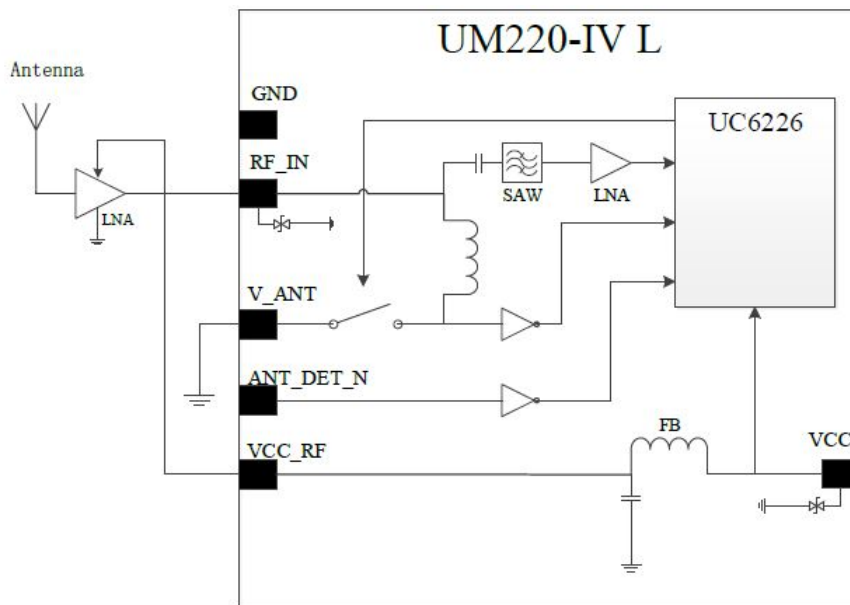 UM220-IV L
Antenna
GND
UC6226
RF_IN
SAW
LNA
LNA
V_ANT
ANT_DET_N
FB
VCC
VCC_RF